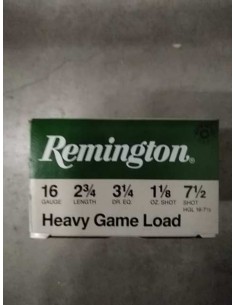 Remington®
16 2¾ 3¼ 1⅛ 7½
GAUGE LENGTH DR. EQ. OZ. SHOT SHOT
Heavy Game Load